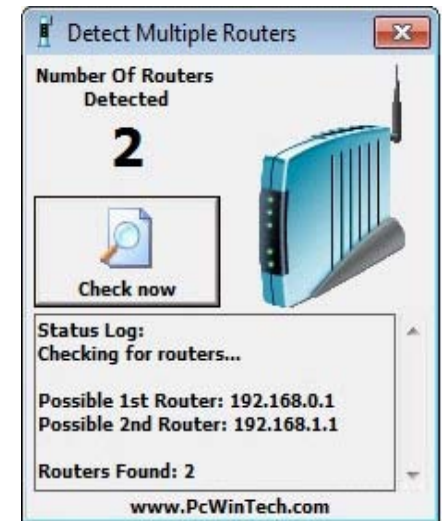 Detect Multiple Routers
Number Of Routers
Detected
2
Check now
Status Log:
Checking for routers...
Possible 1st Router: 192.168.0.1
Possible 2nd Router: 192.168.1.1
Routers Found: 2
www.PcWinTech.com